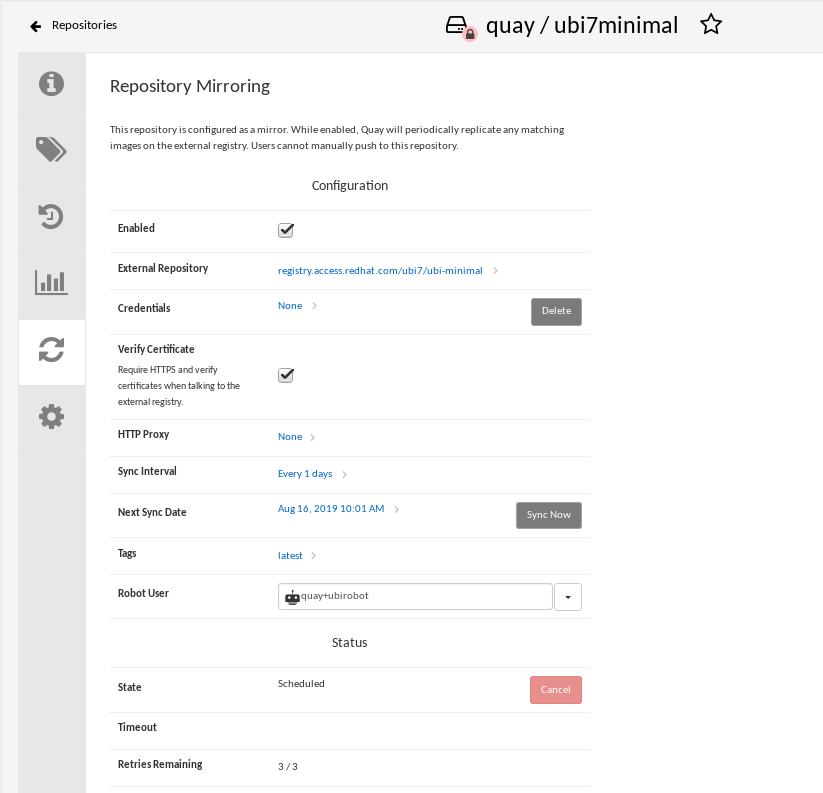 Repositories
quay / ubi7minimal
Repository Mirroring
This repository is configured as a mirror. While enabled, Quay will periodically replicate any matching
images on the external registry. Users cannot manually push to this repository.
Configuration
Enabled
External Repository registry.access.redhat.com/ubi7/ubi-minimal
Credentials None Delete
Verify Certificate
Require HTTPS and verify
certificates when talking to the
external registry.
HTTP Proxy None
Sync Interval Every 1 days
Next Sync Date Aug 16, 2019 10:01 AM Sync Now
Tags latest
Robot User quay+ubirobot
Status
State Scheduled Cancel
Timeout
Retries Remaining 3 / 3